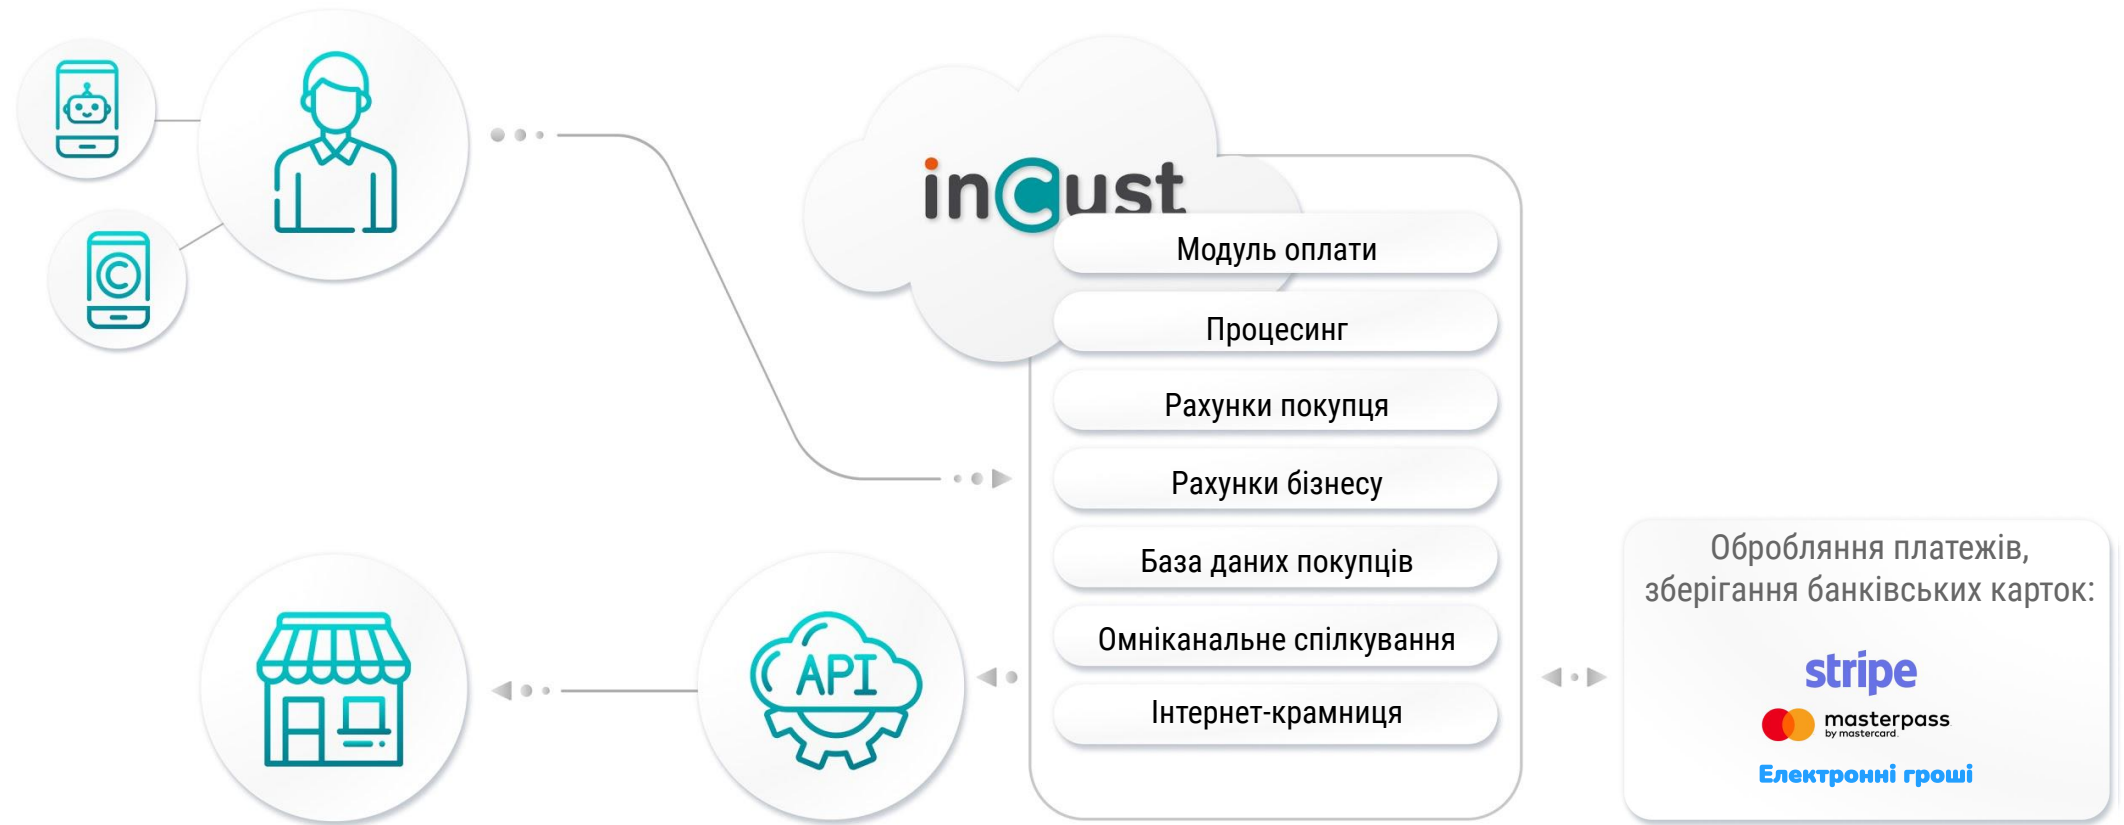 inCust
Модуль оплати
Процесинг
Рахунки покупця
Рахунки бізнесу
База даних покупців
Омніканальне спілкування
Інтернет-крамниця
API
Обробляння платежів,
зберігання банківських карток:
stripe
masterpass
by mastercard.
Електронні гроші